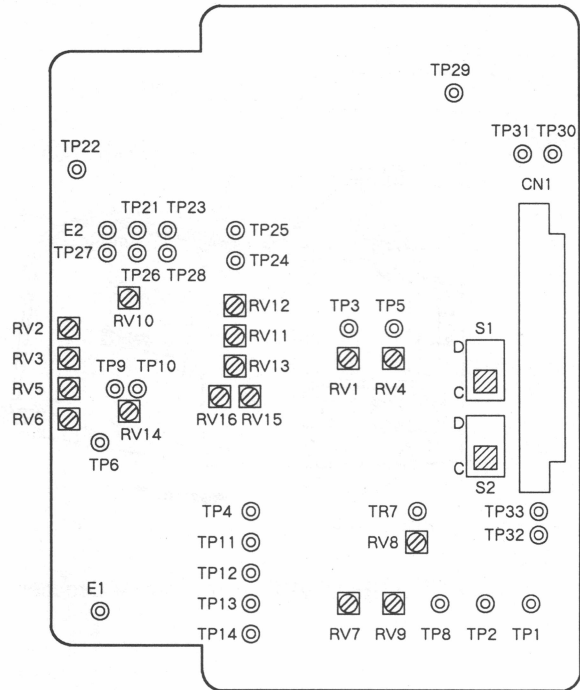 TP29
TP31 TP30
TP22
CN1
TP21 TP23
E2
TP25
TP27
TP24
TP26 TP28
RV10
RV12
RV2
RV11
TP3 TP5
S1
D
RV3
RV13
TP9 TP10
RV5
RV1 RV4
C
RV16 RV15
RV6
RV14
D
TP6
C
S2
TP4
TR7
TP33
TP11
RV8
TP32
TP12
E1
TP13
TP14
RV7 RV9 TP8 TP2 TP1